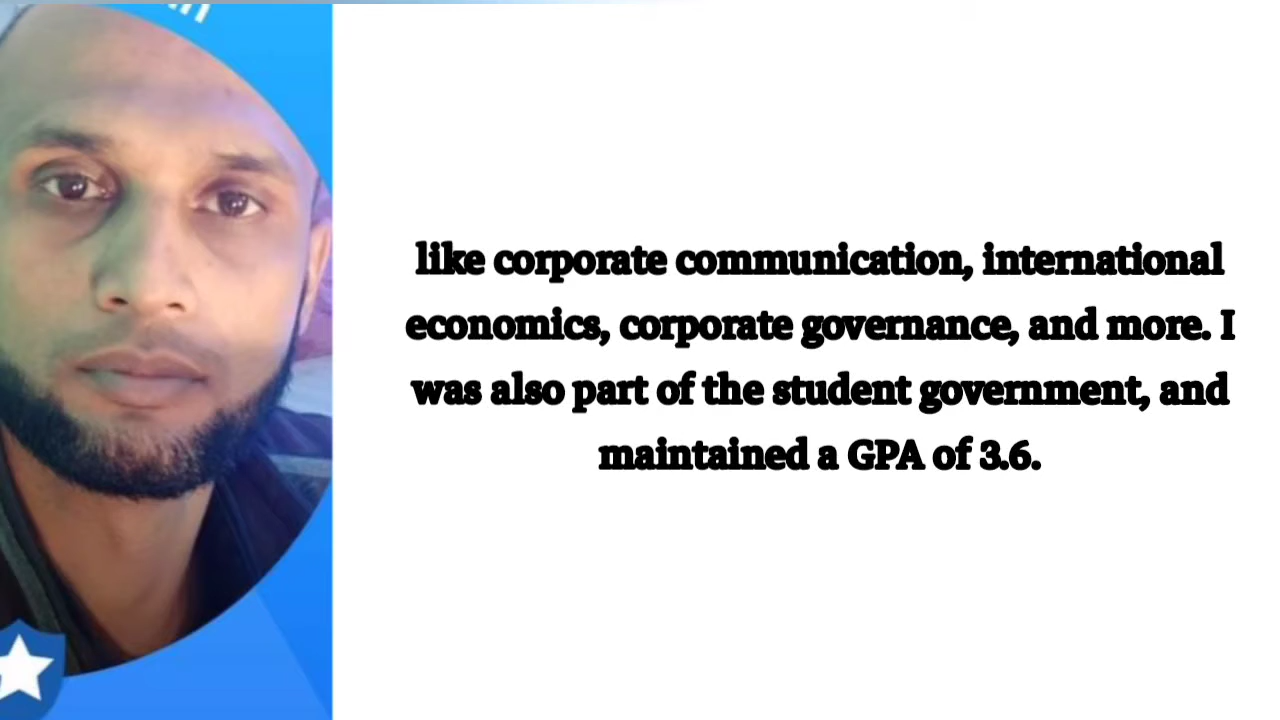 like corporate communication, international
economics, corporate governance, and more. I
was also part of the student government, and
maintained a GPA of 3.6.